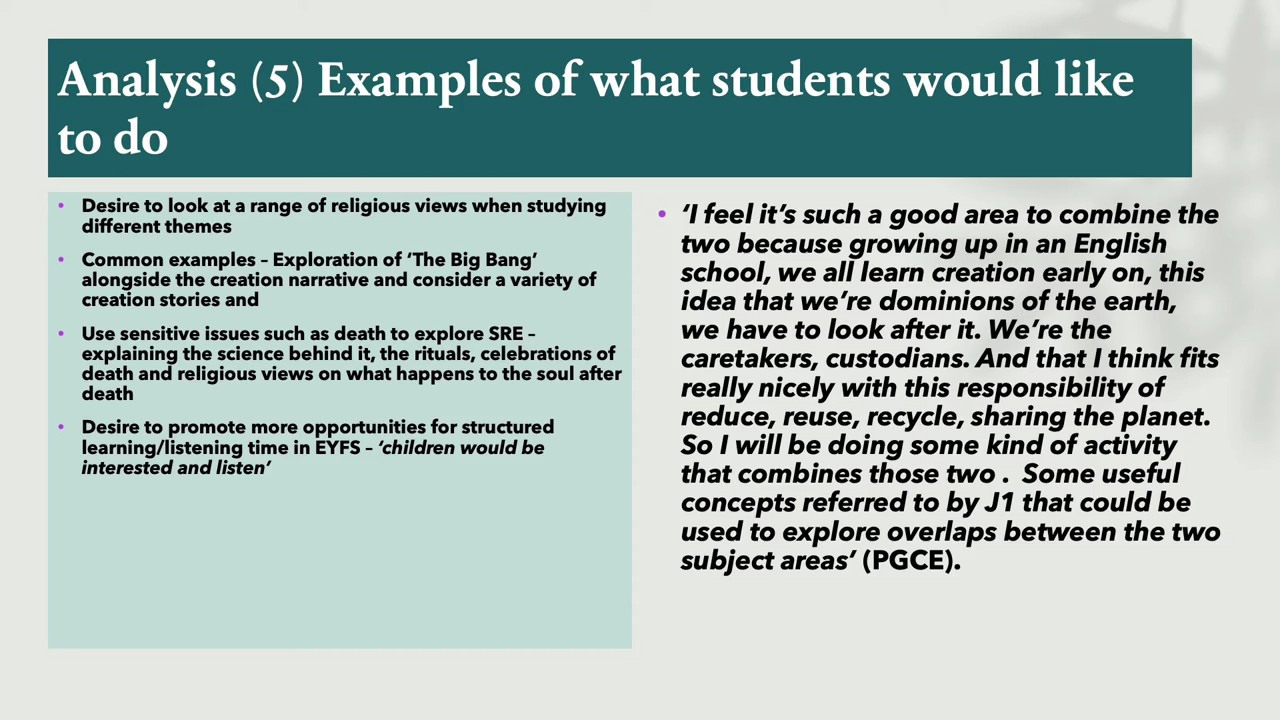 Analysis (5) Examples of what students would like
to do
• Desire to look at a range of religious views when studying
different themes
• Common examples – Exploration of ‘The Big Bang’
alongside the creation narrative and consider a variety of
creation stories and
• Use sensitive issues such as death to explore SRE –
explaining the science behind it, the rituals, celebrations of
death and religious views on what happens to the soul after
death
• Desire to promote more opportunities for structured
learning/listening time in EYFS – ‘children would be
interested and listen’
• ‘I feel it’s such a good area to combine the
two because growing up in an English
school, we all learn creation early on, this
idea that we’re dominions of the earth,
we have to look after it. We’re the
caretakers, custodians. And that I think fits
really nicely with this responsibility of
reduce, reuse, recycle, sharing the planet.
So I will be doing some kind of activity
that combines those two .  Some useful
concepts referred to by J1 that could be
used to explore overlaps between the two
subject areas’ (PGCE).